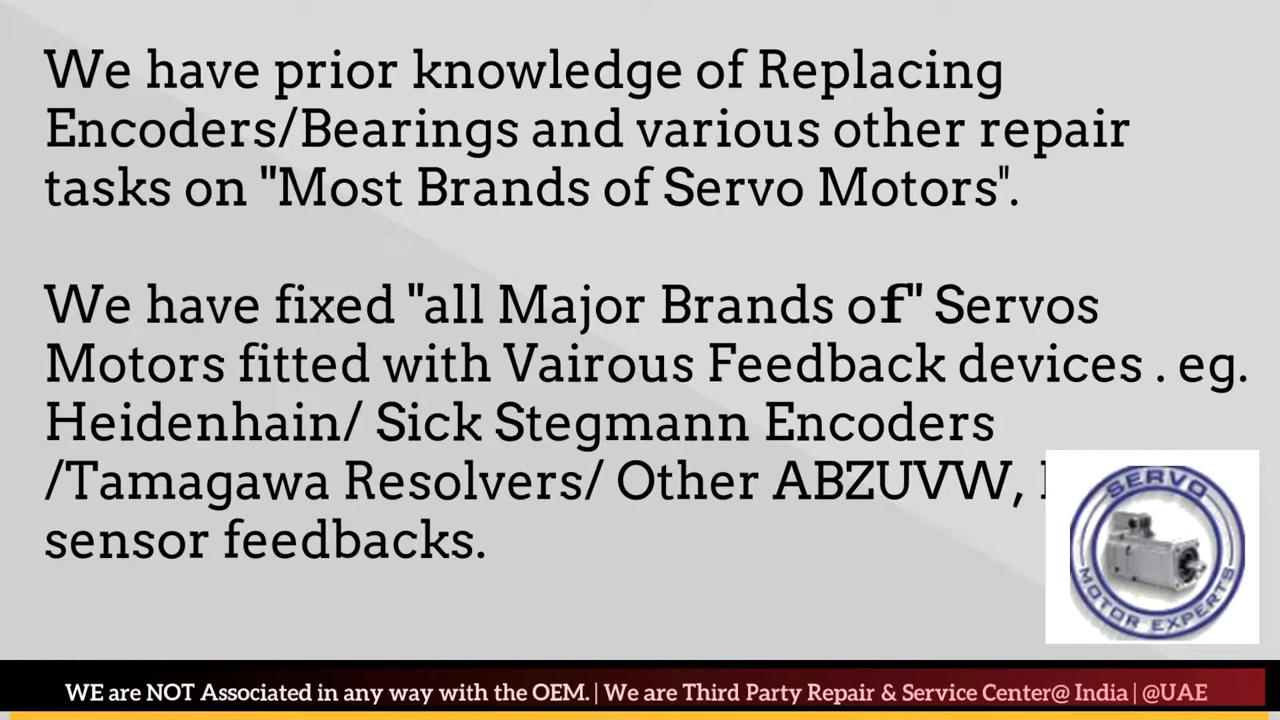 We have prior knowledge of Replacing
Encoders/Bearings and various other repair
tasks on "Most Brands of Servo Motors".
We have fixed "all Major Brands of" Servos
Motors fitted with Vairous Feedback devices . eg.
Heidenhain/ Sick Stegmann Encoders
/Tamagawa Resolvers/ Other ABZUVW,
sensor feedbacks.
SERVO
MOTOR EXPERTS
WE are NOT Associated in any way with the OEM. | We are Third Party Repair & Service Center@ India | @UAE